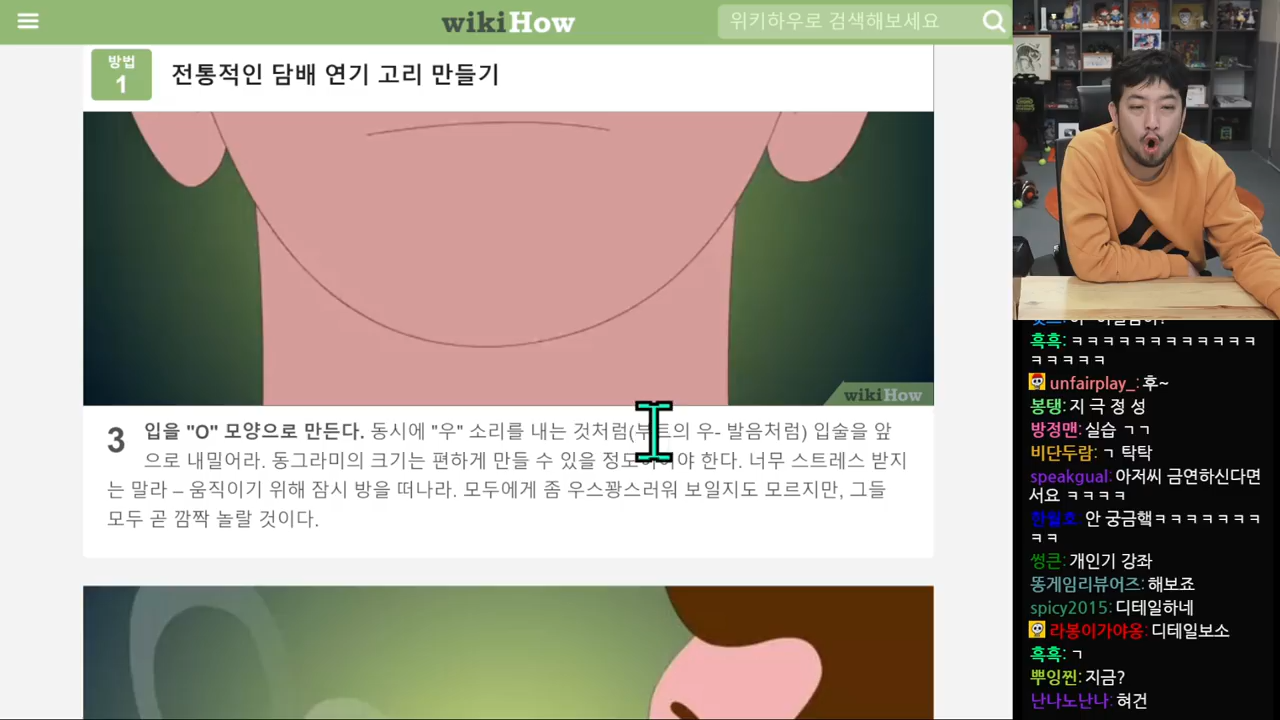 wikiHow
위키하우로 검색해보세요
방법
1
전통적인 담배 연기 고리 만들기
wikiHow
3
입을 "O" 모양으로 만든다. 동시에 "우" 소리를 내는 것처럼(부트의 우- 발음처럼) 입술을 앞
으로 내밀어라. 동그라미의 크기는 편하게 만들 수 있을 정도이어야 한다. 너무 스트레스 받지
는 말라 – 움직이기 위해 잠시 방을 떠나라. 모두에게 좀 우스꽝스러워 보일지도 모르지만, 그들
모두 곧 깜짝 놀랄 것이다.
흑흑: ㅋㅋㅋㅋㅋㅋㅋㅋㅋㅋㅋㅋ
ㅋㅋㅋㅋㅋ
unfairplay_: 후~
봉탱: 지 극 정 성
방정맨: 실습 ㄱㄱ
비단두람: ㄱ 탁탁
speakgual: 아저씨 금연하신다면
서요 ㅋㅋㅋㅋ
한월호: 안 궁금핵ㅋㅋㅋㅋㅋㅋㅋㅋ
ㅋㅋ
썽큰: 개인기 강좌
똥게임리뷰어즈: 해보죠
spicy2015: 디테일하네
라봉이가야옹: 디테일보소
흑흑: ㄱ
뿌잉찐: 지금?
난나노난나: 혀건